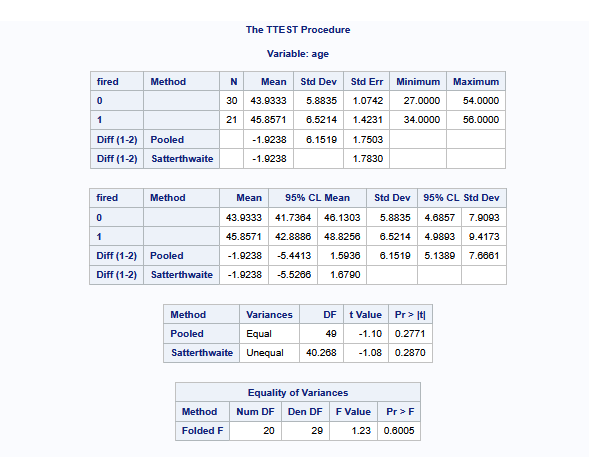 The TTEST Procedure
Variable: age
fired Method N Mean Std Dev Std Err Minimum Maximum
0 30 43.9333 5.8835 1.0742 27.0000 54.0000
1 21 45.8571 6.5214 1.4231 34.0000 56.0000
Diff (1-2) Pooled -1.9238 6.1519 1.7503
Diff (1-2) Satterthwaite -1.9238 1.7830
fired Method Mean 95% CL Mean Std Dev 95% CL Std Dev
0 43.9333 41.7364 46.1303 5.8835 4.6857 7.9093
1 45.8571 42.8886 48.8256 6.5214 4.9893 9.4173
Diff (1-2) Pooled -1.9238 -5.4413 1.5936 6.1519 5.1389 7.6661
Diff (1-2) Satterthwaite -1.9238 -5.5266 1.6790
Method Variances DF t Value Pr > |t|
Pooled Equal 49 -1.10 0.2771
Satterthwaite Unequal 40.268 -1.08 0.2870
Equality of Variances
Method Num DF Den DF F Value Pr > F
Folded F 20 29 1.23 0.6005